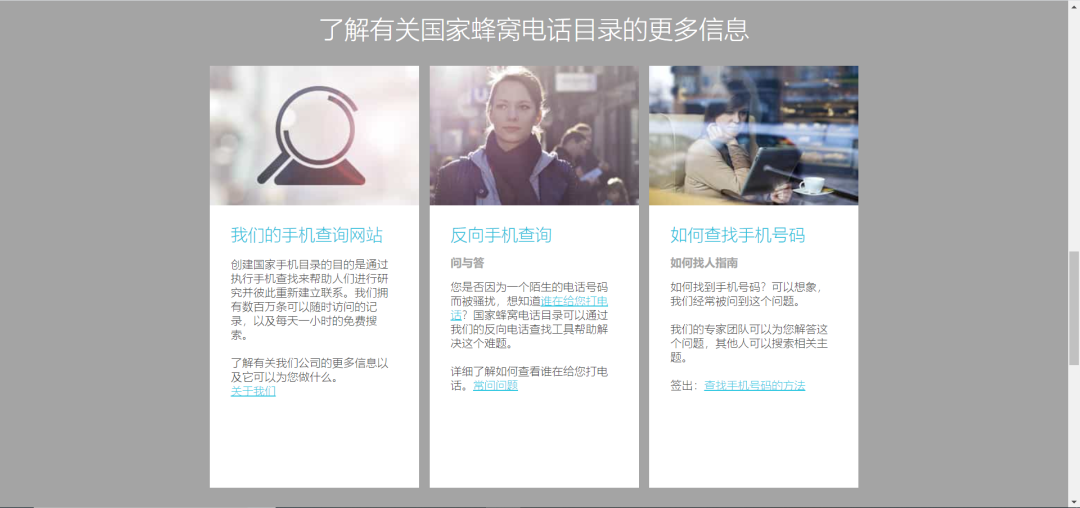 了解有关国家蜂窝电话目录的更多信息
我们的手机查询网站
创建国家手机目录的目的是通过
执行手机查找来帮助人们进行研
究并彼此重新建立联系。我们拥
有数百万条可以随时访问的记
录，以及每天一小时的免费搜
索。
了解有关我们公司的更多信息以
及它可以为您做什么。
关于我们
反向手机查询
问与答
您是否因为一个陌生的电话号码
而被骚扰，想知道谁在给您打电
话？国家蜂窝电话目录可以通过
我们的反向电话查找工具帮助解
决这个难题。
详细了解如何查看谁在给您打电
话。常问问题
如何查找手机号码
如何找人指南
如何找到手机号码？可以想象，
我们经常被问到这个问题。
我们的专家团队可以为您解答这
个问题，其他人可以搜索相关主
题。
签出：查找手机号码的方法